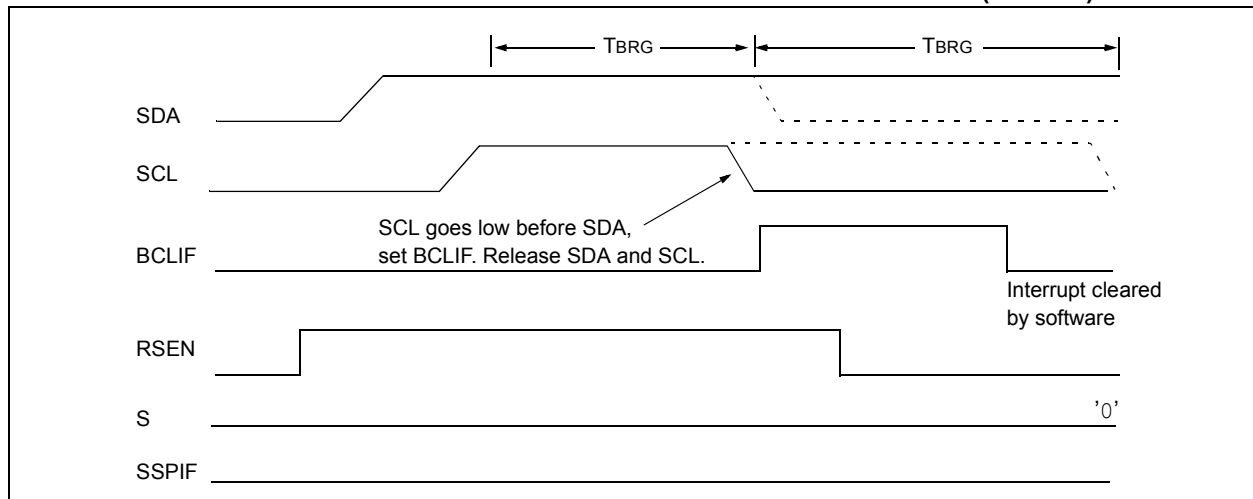 TBRG TBRG
SDA
SCL
SCL goes low before SDA,
set BCLIF. Release SDA and SCL.
BCLIF
Interrupt cleared
by software
RSEN
S '0'
SSPIF